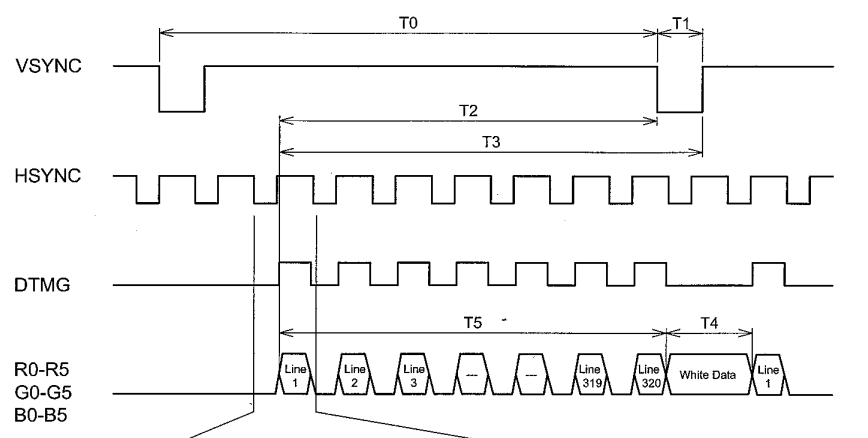 T0
T1
VSYNC
T2
T3
HSYNC
DTMG
T5
T4
R0-R5
G0-G5
B0-B5
Line
1
Line
2
Line
3
---
---
Line
319
Line
320
White Data
Line
1